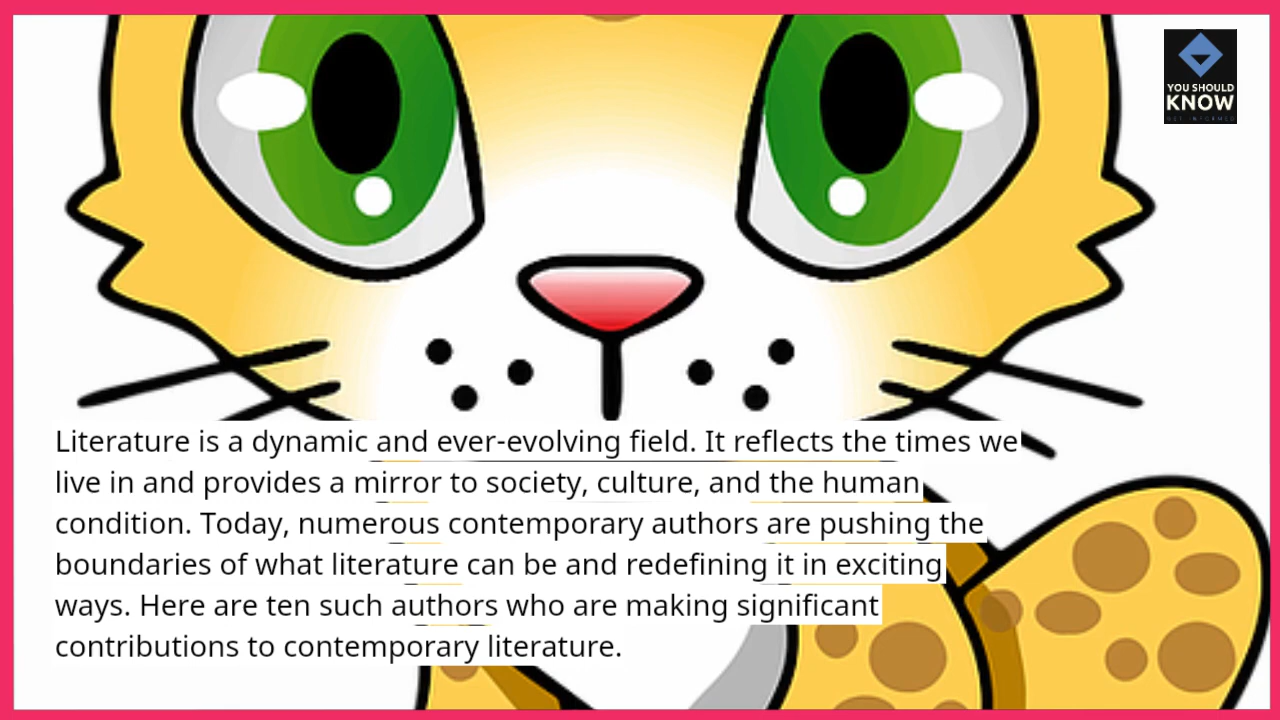 YOU SHOULD
KNOW
GET INFORMED
Literature is a dynamic and ever-evolving field. It reflects the times we
live in and provides a mirror to society, culture, and the human
condition. Today, numerous contemporary authors are pushing the
boundaries of what literature can be and redefining it in exciting
ways. Here are ten such authors who are making significant
contributions to contemporary literature.